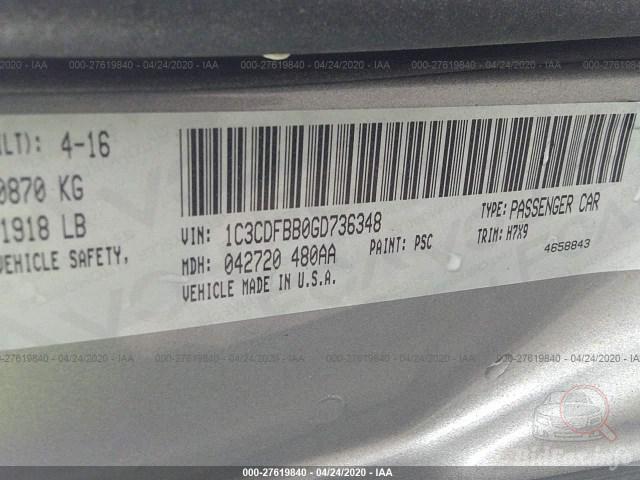 000-27619840 - 04/24/2020 - IAA
000-27619840 - 04/24/2020 - IAA
000-27619840 - 04/24/2020 - IAA
ILT): 4-16
0870 KG
1918 LB
VEHICLE SAFETY,
VIN: 1C3CDFBB0GD736348
TYPE: PASSENGER CAR
MDH: 042720 480AA
PAINT: PSC
TRIM: H7X9
4658843
VEHICLE MADE IN U.S.A.
000-27619840 - 04/24/2020 - IAA
000-27619840 - 04/24/2020 - IAA
000-27619840 - 04/24/2020 - IAA
BidFax.info
000-27619840 - 04/24/2020 - IAA